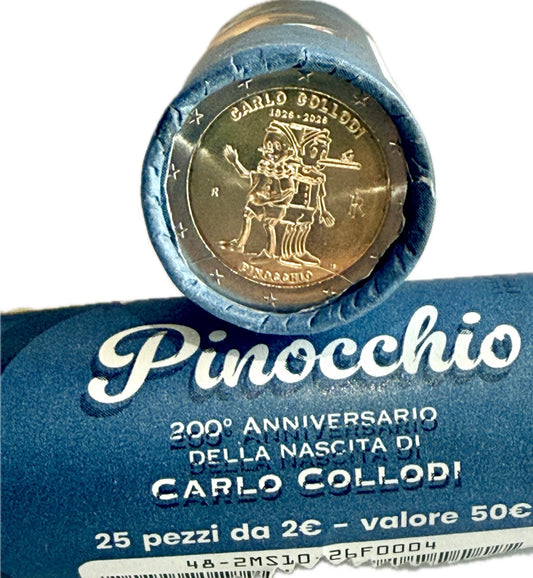 CARLO COLLODI
1826 - 2026
R
RI
PINOCCHIO
Pinocchio
200° ANNIVERSARIO
DELLA NASCITA DI
CARLO COLLODI
25 pezzi da 2€ - valore 50€
48-2MS10-26F0004